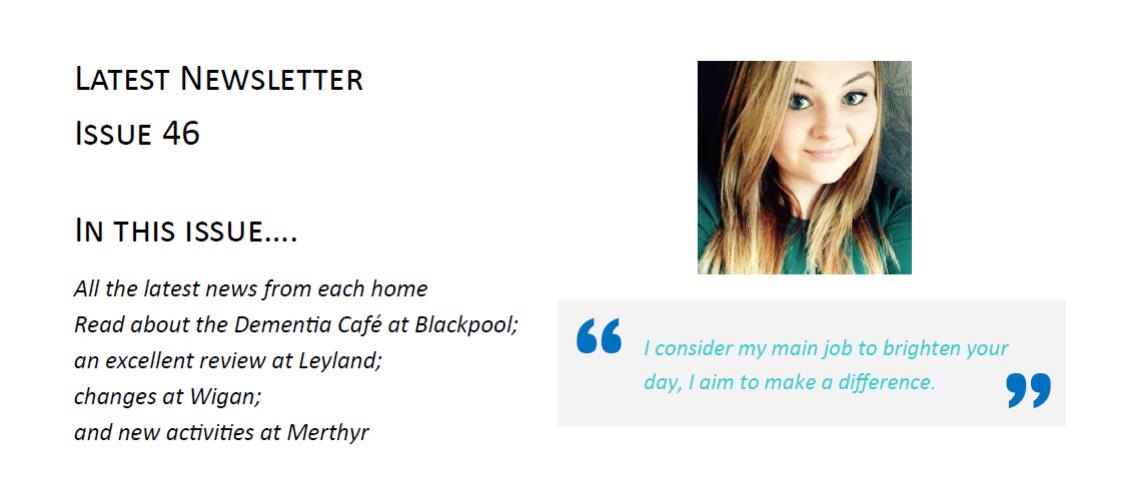 Latest Newsletter
Issue 46
In this issue....
All the latest news from each home
Read about the Dementia Café at Blackpool;
an excellent review at Leyland;
changes at Wigan;
and new activities at Merthyr
“ I consider my main job to brighten your
day, I aim to make a difference. ”